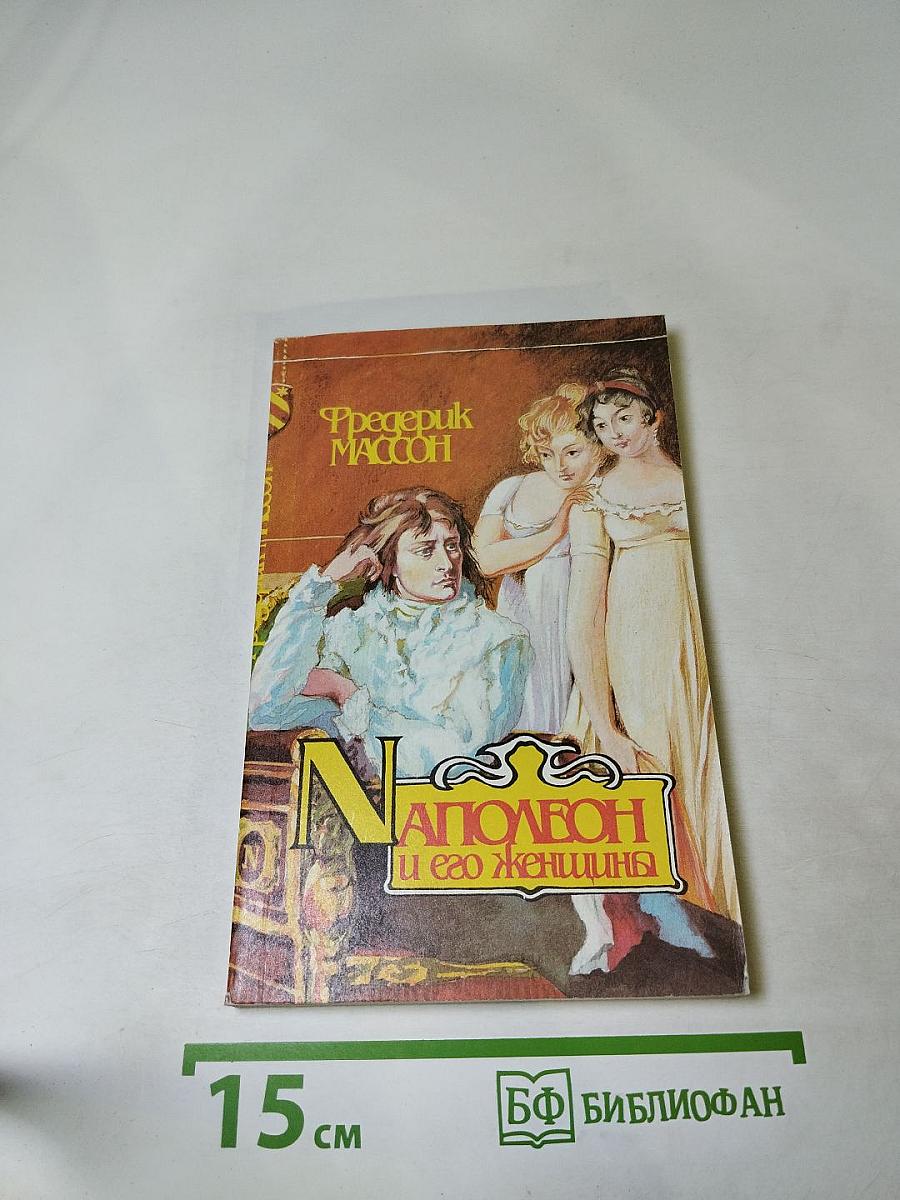 Фредерик
МАССОН
NАПОЛЕОН
и его женщины
15 см
БФ БИБЛИОФАН